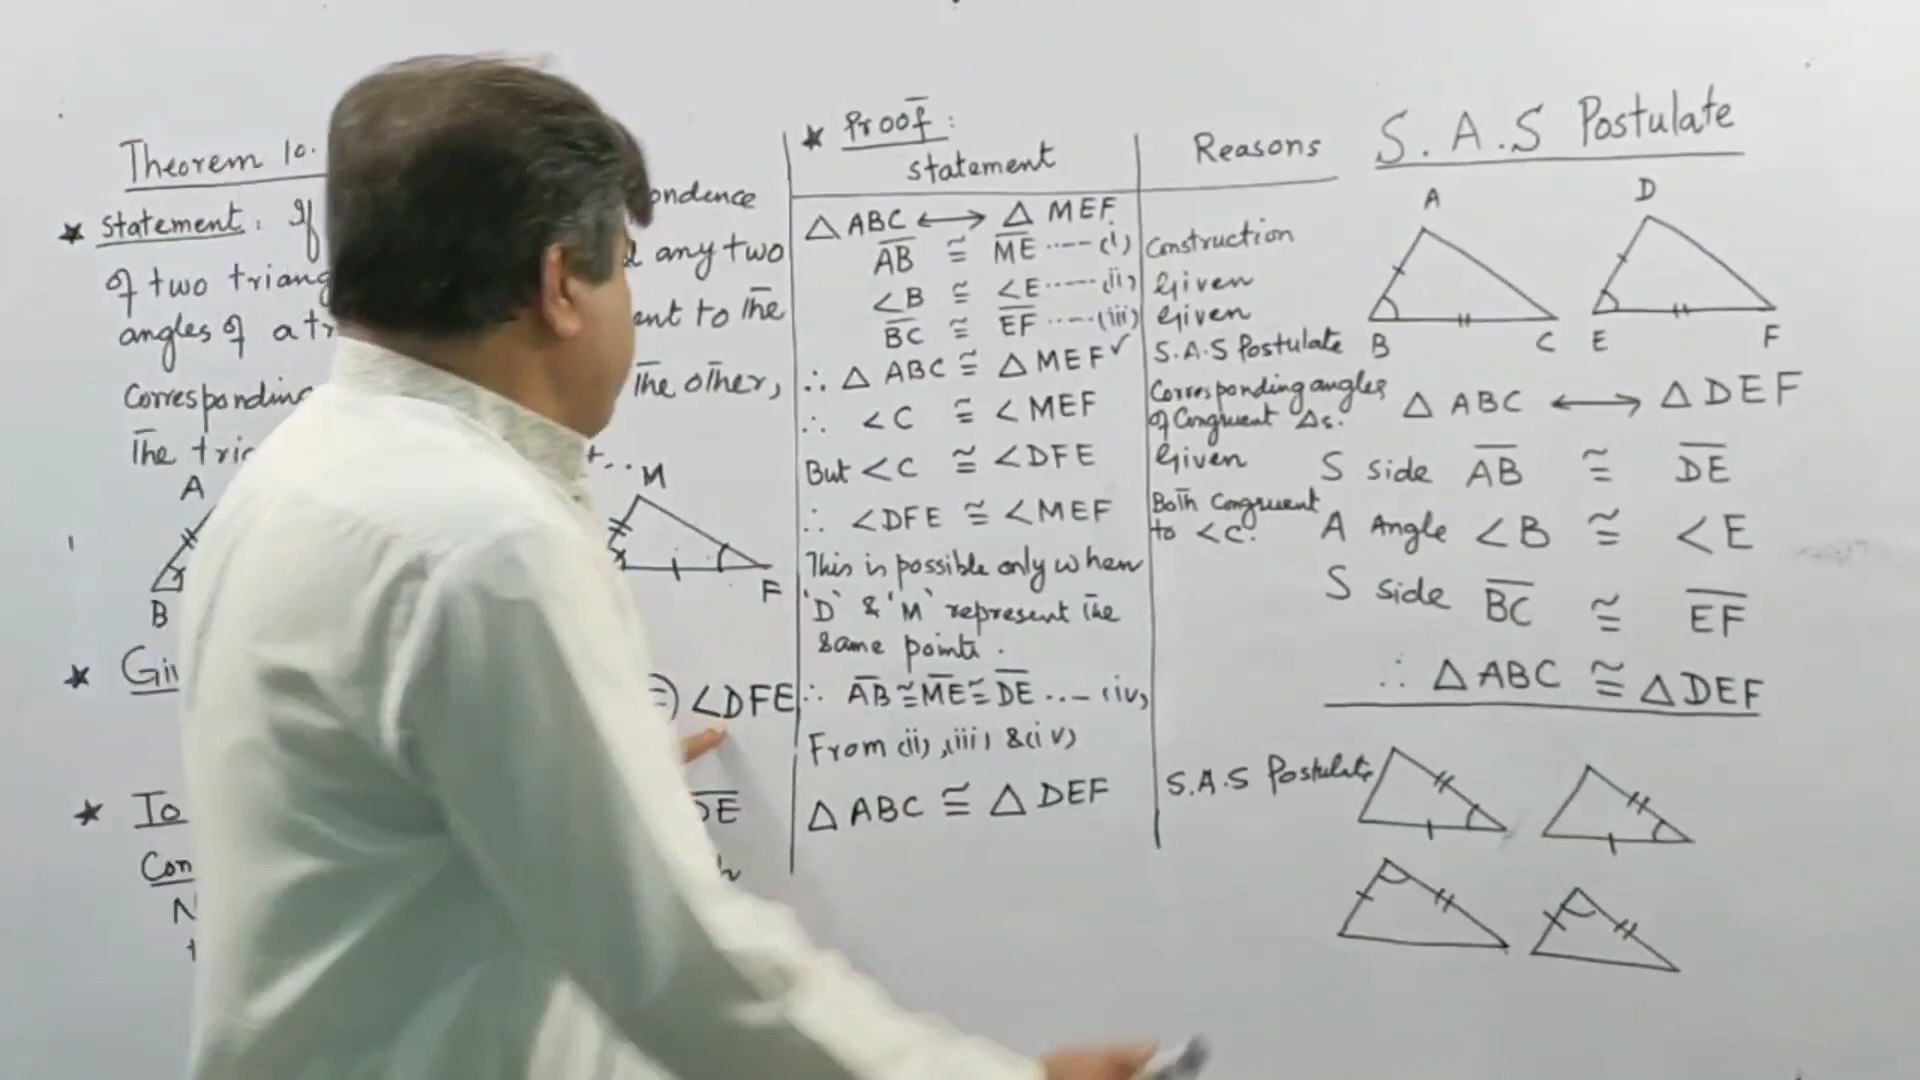 Theorem 10.
★ statement: If
ondence
any two
of two triang
angles of a tr
ent to the
Corresponding
the other,
The tri
A
B
M
F
★ Gi
∠DFE
★ To
DE
Con
N
★ Proof:
statement
Reasons
△ ABC ⟷ △ MEF
AB ≅ ME ----- (i)
Construction
∠B ≅ ∠E ----- (ii)
Given
BC ≅ EF ----- (iii)
Given
∴ △ ABC ≅ △ MEF ✓
S.A.S Postulate
∴ ∠C ≅ ∠MEF
Corresponding angles
of Congruent △s.
But ∠C ≅ ∠DFE
Given
∴ ∠DFE ≅ ∠MEF
Both Congruent
to ∠C.
This is possible only when
'D' & 'M' represent the
same points.
∴ AB ≅ ME ≅ DE ... (iv)
From (ii), (iii) & (iv)
△ ABC ≅ △ DEF
S.A.S Postulate
S.A.S Postulate
A
D
B
C
E
F
△ ABC ⟷ △ DEF
S side AB ≅ DE
A Angle ∠B ≅ ∠E
S side BC ≅ EF
∴ △ ABC ≅ △ DEF